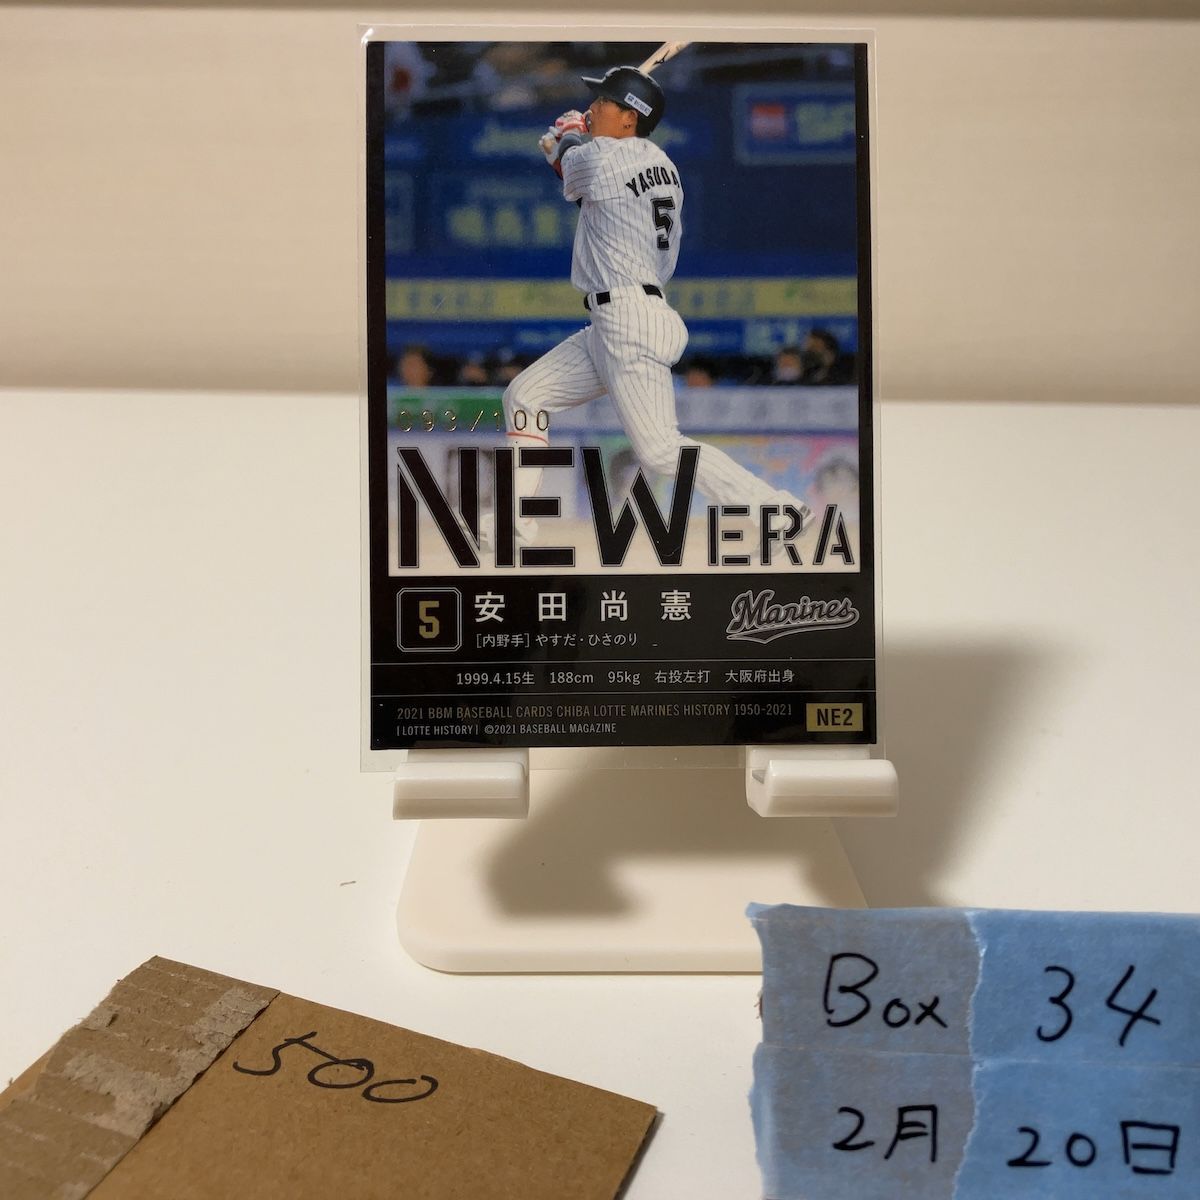 YASUDA
5
093/100
NEW ERA
5 安田尚憲 Marines
[内野手] やすだ・ひさのり
1999.4.15生 188cm 95kg 右投左打 大阪府出身
2021 BBM BASEBALL CARDS CHIBA LOTTE MARINES HISTORY 1950-2021
[LOTTE HISTORY] ©2021 BASEBALL MAGAZINE
NE2
500
Box 34
2月20日